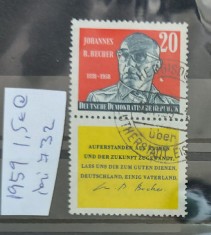 1959 1,5 €
mi 732
JOHANNES
R. BECHER
20
1891-1958
DEUTSCHE DEMOKRATISCHE REPUBLIK
über
AUFERSTANDEN AUS RUINEN
UND DER ZUKUNFT ZUGEWANDT,
LASS UNS DIR ZUM GUTEN DIENEN,
DEUTSCHLAND, EINIG VATERLAND.